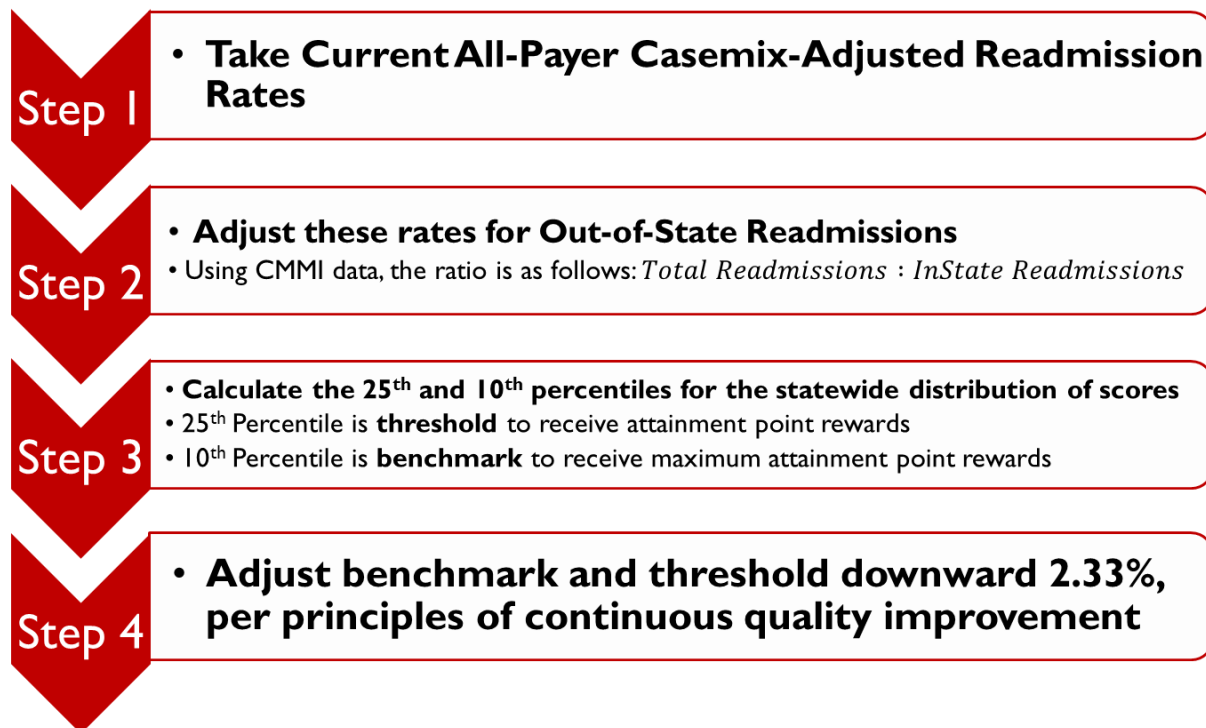 Step 1
• Take Current All-Payer Casemix-Adjusted Readmission
Rates
Step 2
• Adjust these rates for Out-of-State Readmissions
• Using CMMI data, the ratio is as follows: Total Readmissions : InState Readmissions
Step 3
• Calculate the 25th and 10th percentiles for the statewide distribution of scores
• 25th Percentile is threshold to receive attainment point rewards
• 10th Percentile is benchmark to receive maximum attainment point rewards
Step 4
• Adjust benchmark and threshold downward 2.33%,
per principles of continuous quality improvement